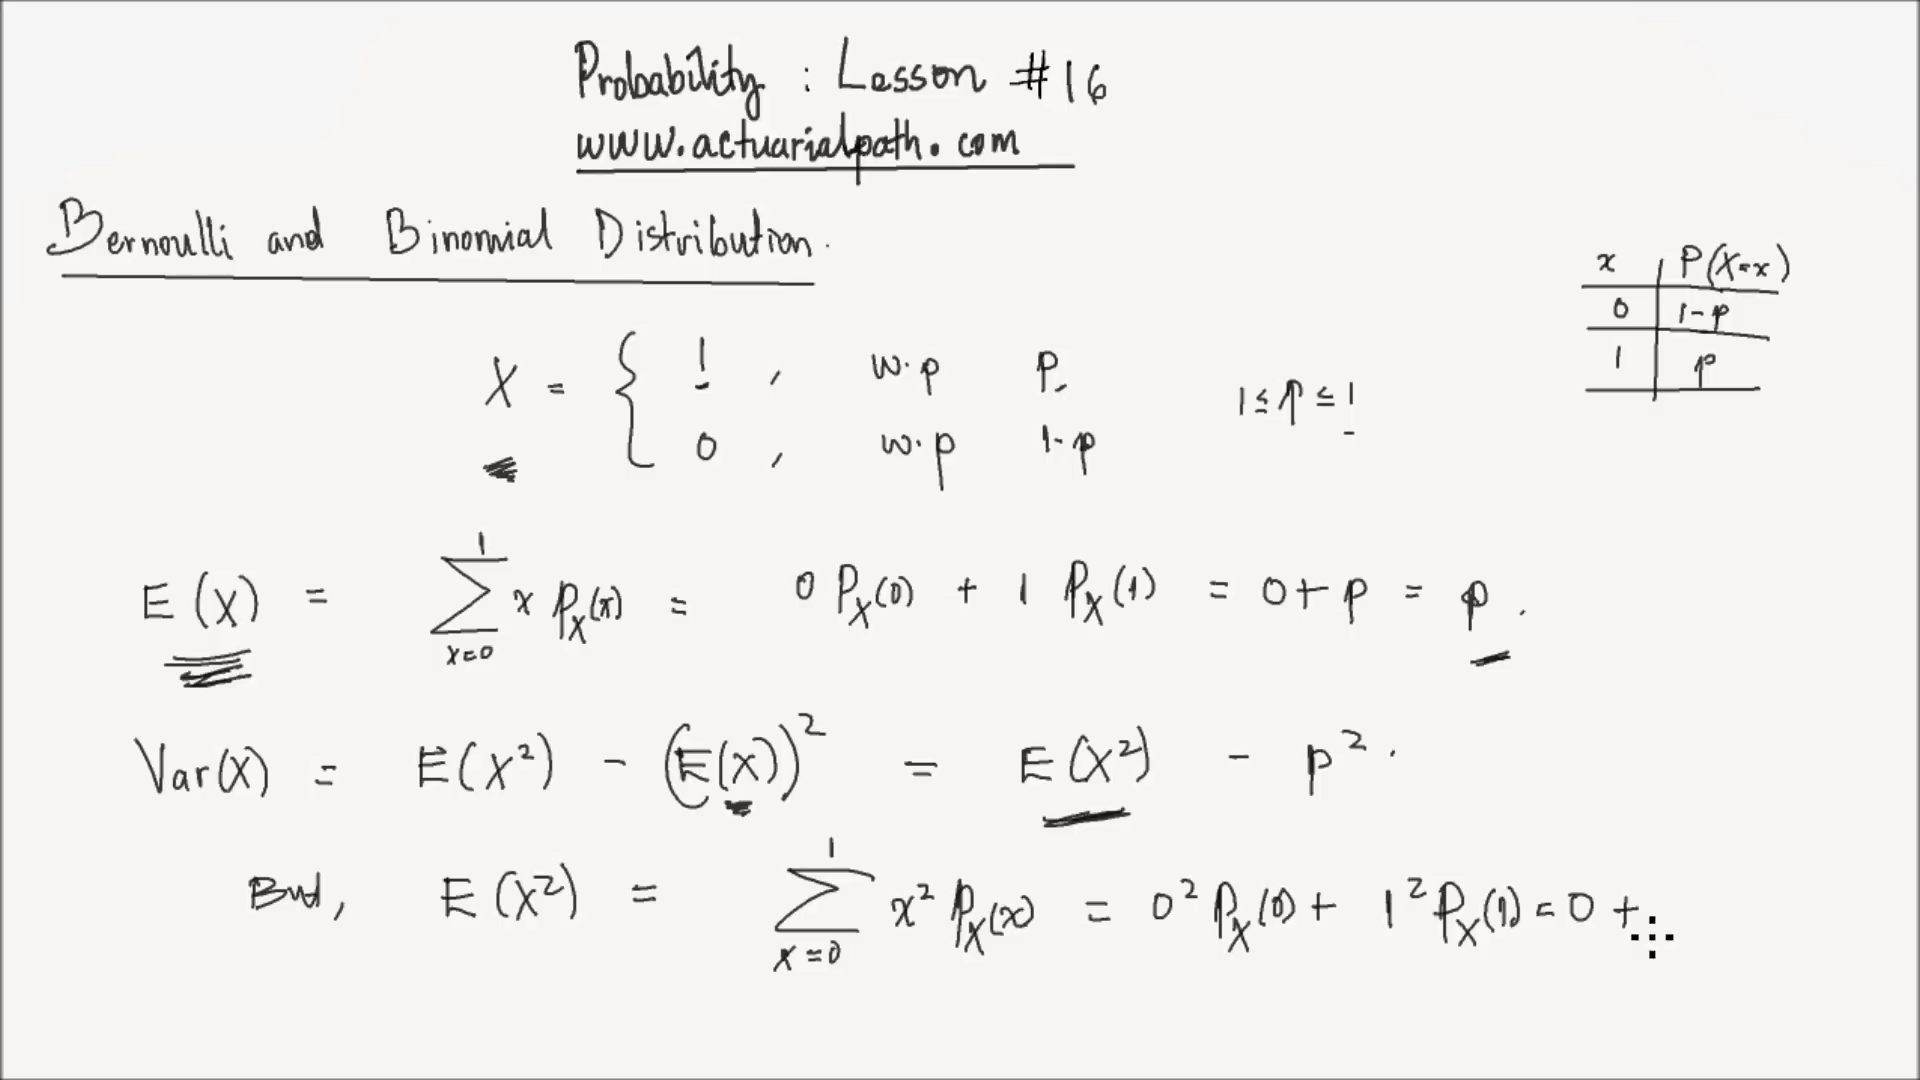 Probability : Lesson #16
www.actuarialpath.com
Bernoulli and Binomial Distribution.
x | P(X=x)
0 | 1-p
1 | p
X = { 1 , w.p p,
0 , w.p 1-p
1 ≤ p ≤ 1
E(X) = ∑_{x=0}^{1} x P_X(x) = 0 P_X(0) + 1 P_X(1) = 0 + p = p.
Var(X) = E(X²) - (E(X))² = E(X²) - p².
But, E(X²) = ∑_{x=0}^{1} x² P_X(x) = 0² P_X(0) + 1² P_X(1) = 0 +